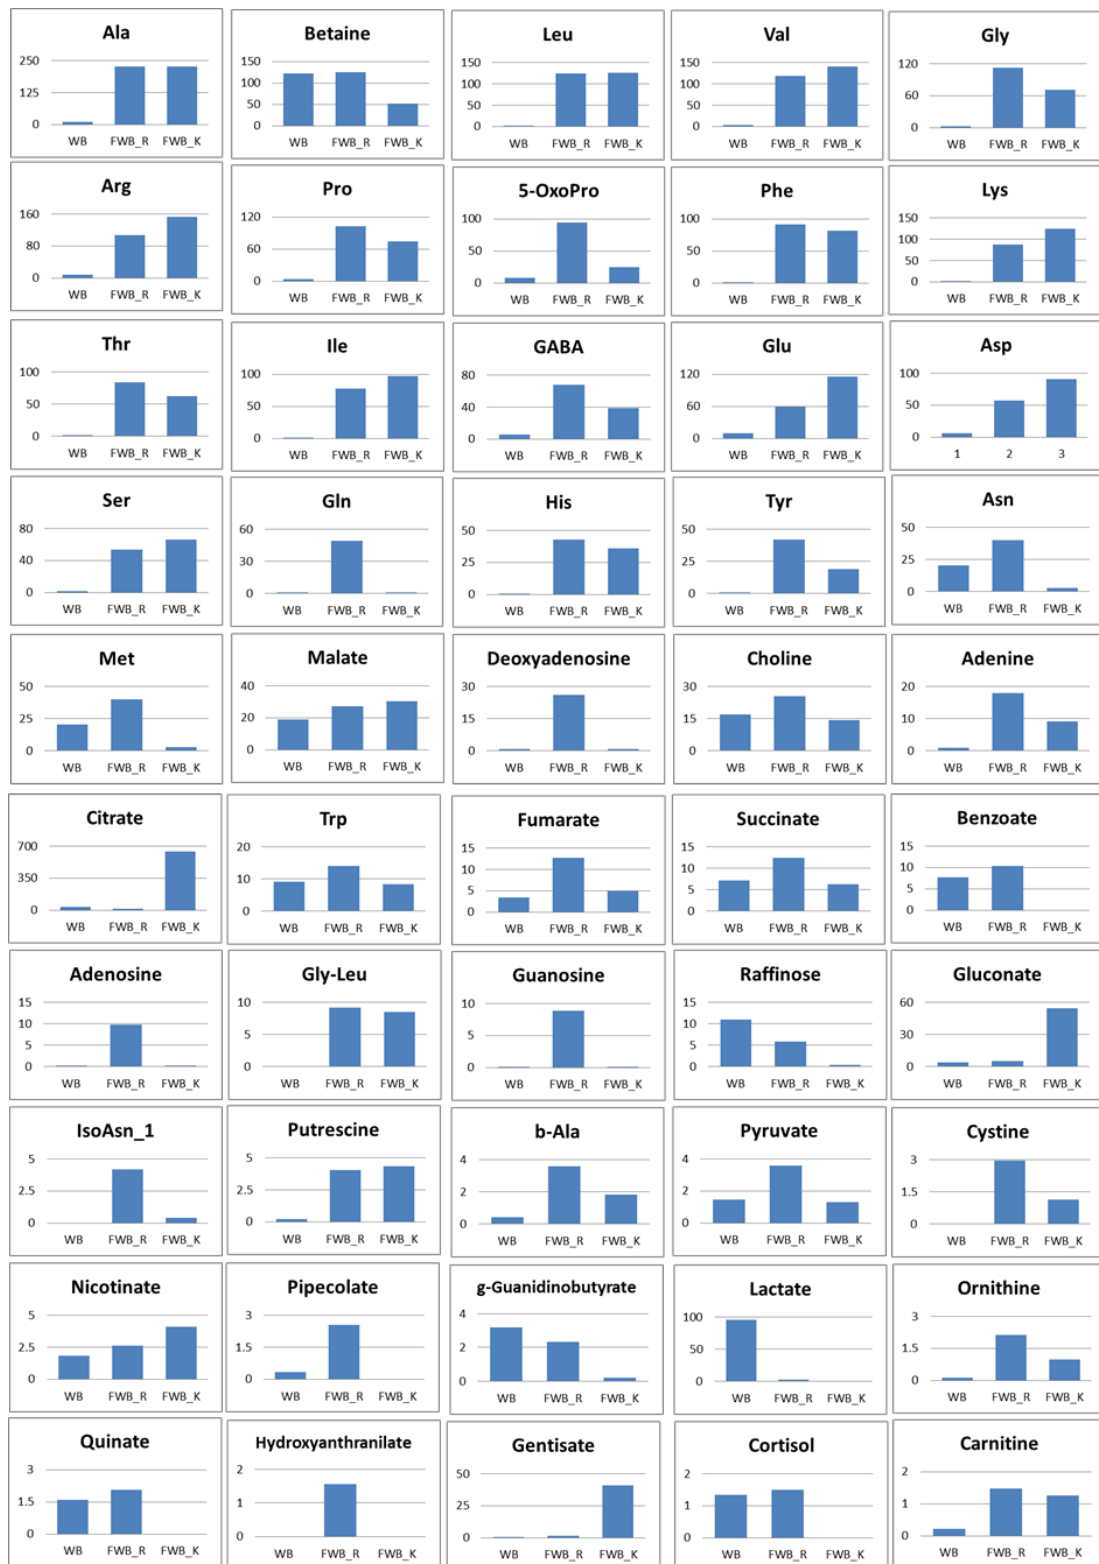 Ala
250
125
0
WB FWB_R FWB_K
Betaine
150
100
50
0
WB FWB_R FWB_K
Leu
150
100
50
0
WB FWB_R FWB_K
Val
150
100
50
0
WB FWB_R FWB_K
Gly
120
60
0
WB FWB_R FWB_K
Arg
160
80
0
WB FWB_R FWB_K
Pro
120
60
0
WB FWB_R FWB_K
5-OxoPro
100
50
0
WB FWB_R FWB_K
Phe
100
50
0
WB FWB_R FWB_K
Lys
150
100
50
0
WB FWB_R FWB_K
Thr
100
50
0
WB FWB_R FWB_K
Ile
100
50
0
WB FWB_R FWB_K
GABA
80
40
0
WB FWB_R FWB_K
Glu
120
60
0
WB FWB_R FWB_K
Asp
100
50
0
1 2 3
Ser
80
40
0
WB FWB_R FWB_K
Gln
60
30
0
WB FWB_R FWB_K
His
50
25
0
WB FWB_R FWB_K
Tyr
50
25
0
WB FWB_R FWB_K
Asn
50
25
0
WB FWB_R FWB_K
Met
50
25
0
WB FWB_R FWB_K
Malate
40
20
0
WB FWB_R FWB_K
Deoxyadenosine
30
15
0
WB FWB_R FWB_K
Choline
30
15
0
WB FWB_R FWB_K
Adenine
20
10
0
WB FWB_R FWB_K
Citrate
700
350
0
WB FWB_R FWB_K
Trp
20
10
0
WB FWB_R FWB_K
Fumarate
15
10
5
0
WB FWB_R FWB_K
Succinate
15
10
5
0
WB FWB_R FWB_K
Benzoate
15
10
5
0
WB FWB_R FWB_K
Adenosine
15
10
5
0
WB FWB_R FWB_K
Gly-Leu
10
5
0
WB FWB_R FWB_K
Guanosine
10
5
0
WB FWB_R FWB_K
Raffinose
15
10
5
0
WB FWB_R FWB_K
Gluconate
60
30
0
WB FWB_R FWB_K
IsoAsn_1
5
2.5
0
WB FWB_R FWB_K
Putrescine
5
2.5
0
WB FWB_R FWB_K
b-Ala
4
2
0
WB FWB_R FWB_K
Pyruvate
4
2
0
WB FWB_R FWB_K
Cystine
3
1.5
0
WB FWB_R FWB_K
Nicotinate
5
2.5
0
WB FWB_R FWB_K
Pipecolate
3
1.5
0
WB FWB_R FWB_K
g-Guanidinobutyrate
4
2
0
WB FWB_R FWB_K
Lactate
100
50
0
WB FWB_R FWB_K
Ornithine
3
1.5
0
WB FWB_R FWB_K
Quinate
3
1.5
0
WB FWB_R FWB_K
Hydroxyanthranilate
2
1
0
WB FWB_R FWB_K
Gentisate
50
25
0
WB FWB_R FWB_K
Cortisol
2
1
0
WB FWB_R FWB_K
Carnitine
2
1
0
WB FWB_R FWB_K